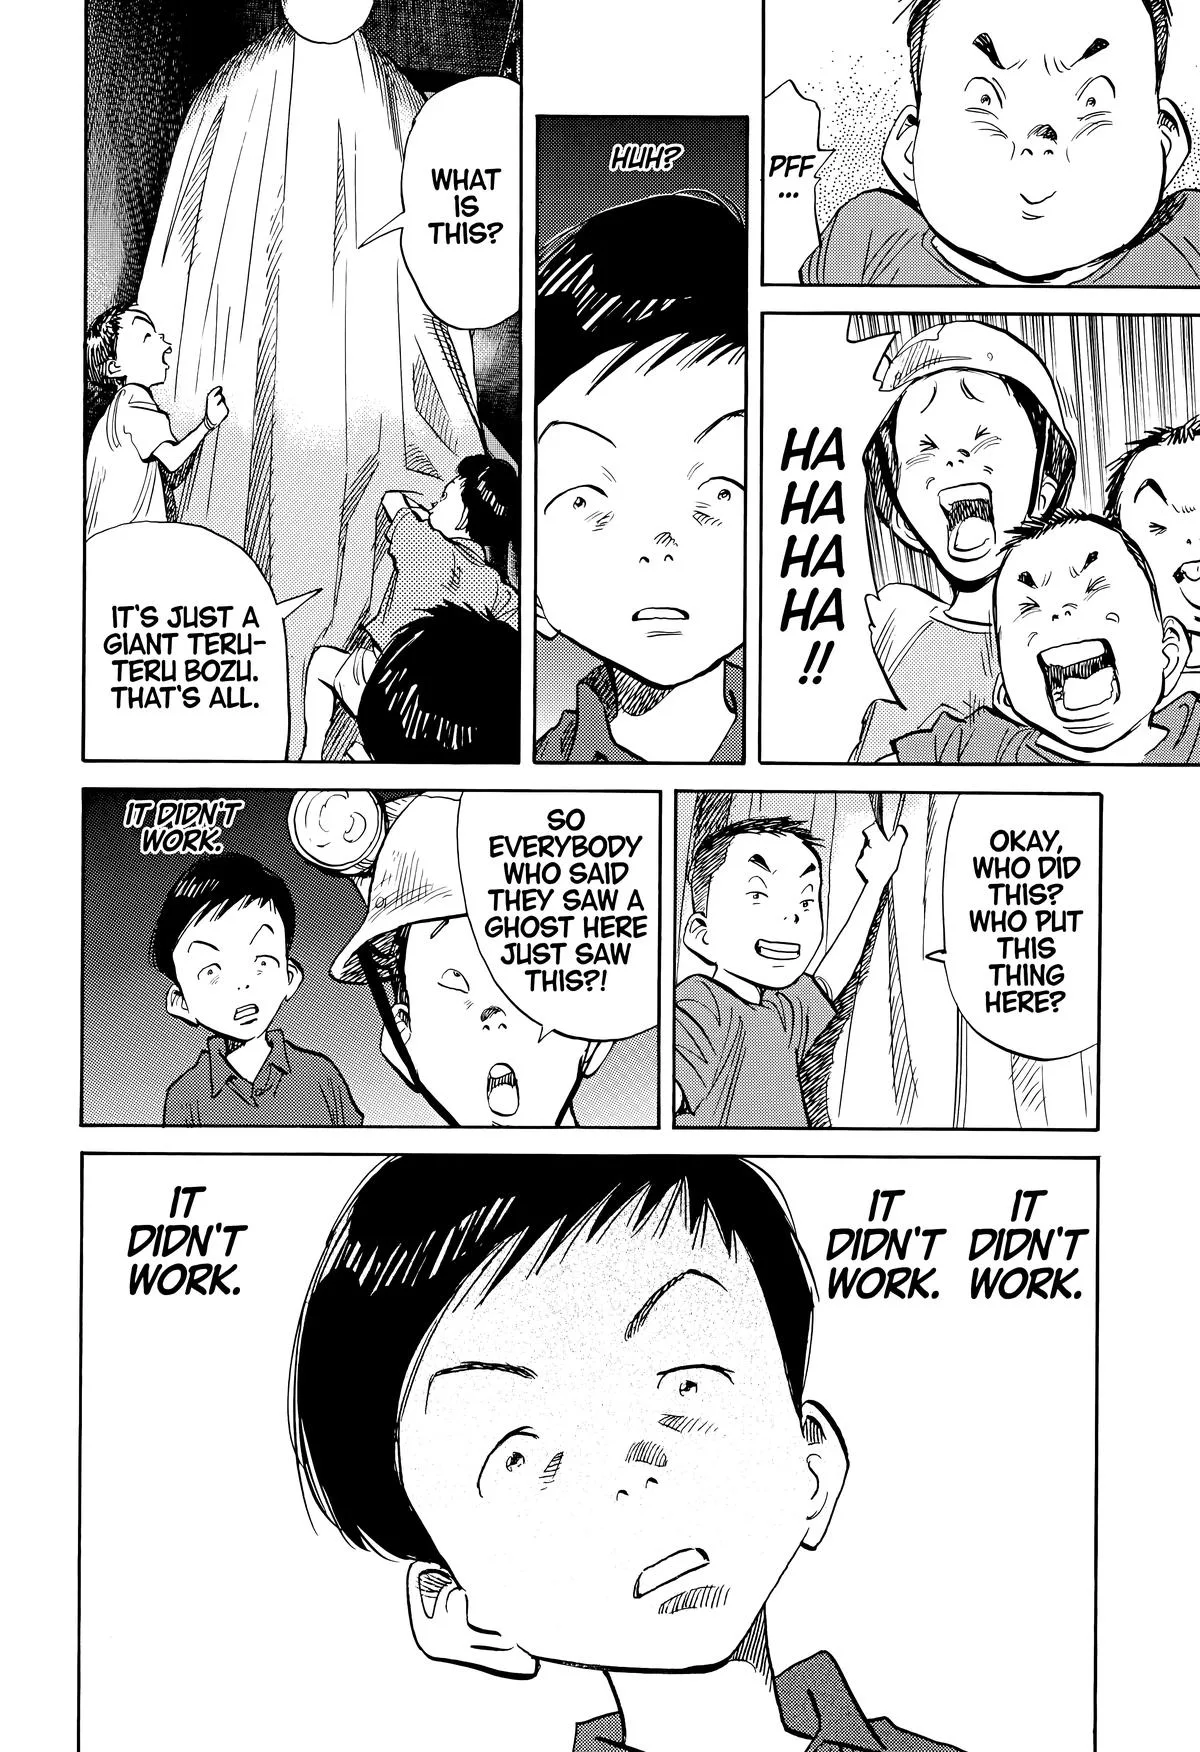 PFF
...
HA
HA
HA
HA
!!
HUH?
WHAT
IS
THIS?
IT'S JUST A
GIANT TERU-
TERU BOZU.
THAT'S ALL.
OKAY,
WHO DID
THIS?
WHO PUT
THIS
THING
HERE?
SO
EVERYBODY
WHO SAID
THEY SAW A
GHOST HERE
JUST SAW
THIS?!
IT DIDN'T
WORK.
IT
DIDN'T
WORK.
IT
DIDN'T
WORK.
IT
DIDN'T
WORK.